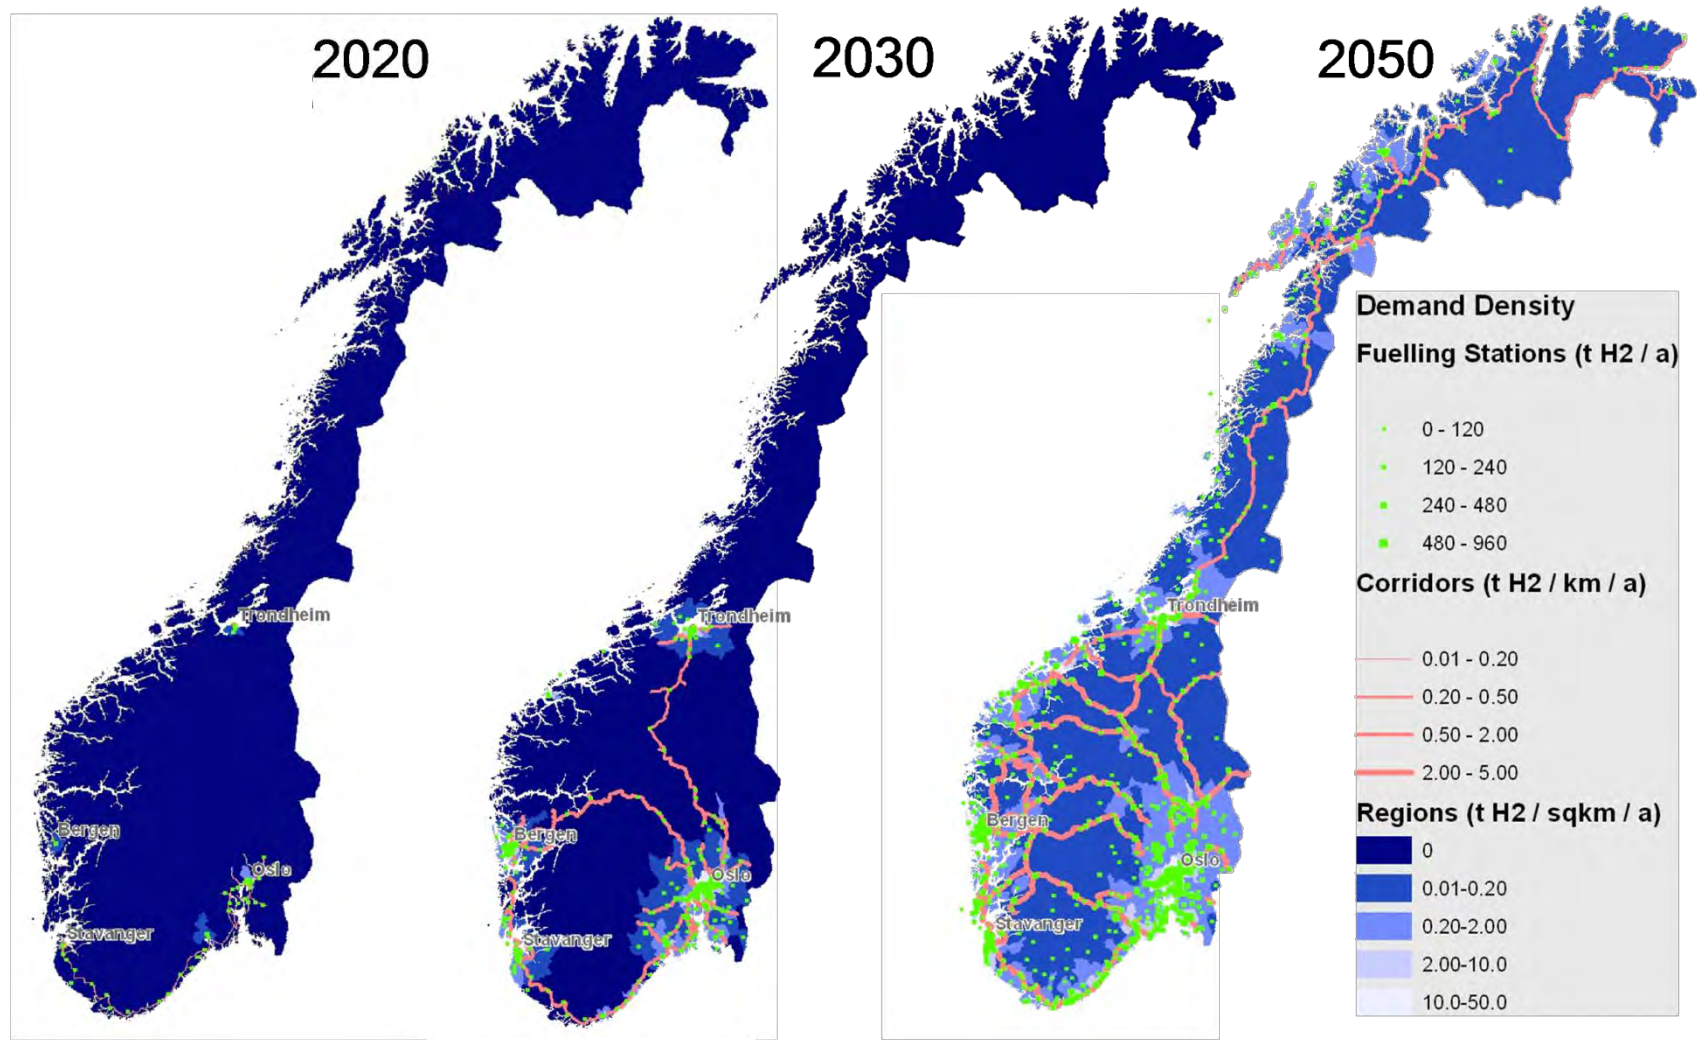 2020
2030
2050
Trondheim
Bergen
Oslo
Stavanger
Trondheim
Bergen
Oslo
Stavanger
Trondheim
Bergen
Oslo
Stavanger
Demand Density
Fuelling Stations (t H2 / a)
0 - 120
120 - 240
240 - 480
480 - 960
Corridors (t H2 / km / a)
0.01 - 0.20
0.20 - 0.50
0.50 - 2.00
2.00 - 5.00
Regions (t H2 / sqkm / a)
0
0.01-0.20
0.20-2.00
2.00-10.0
10.0-50.0